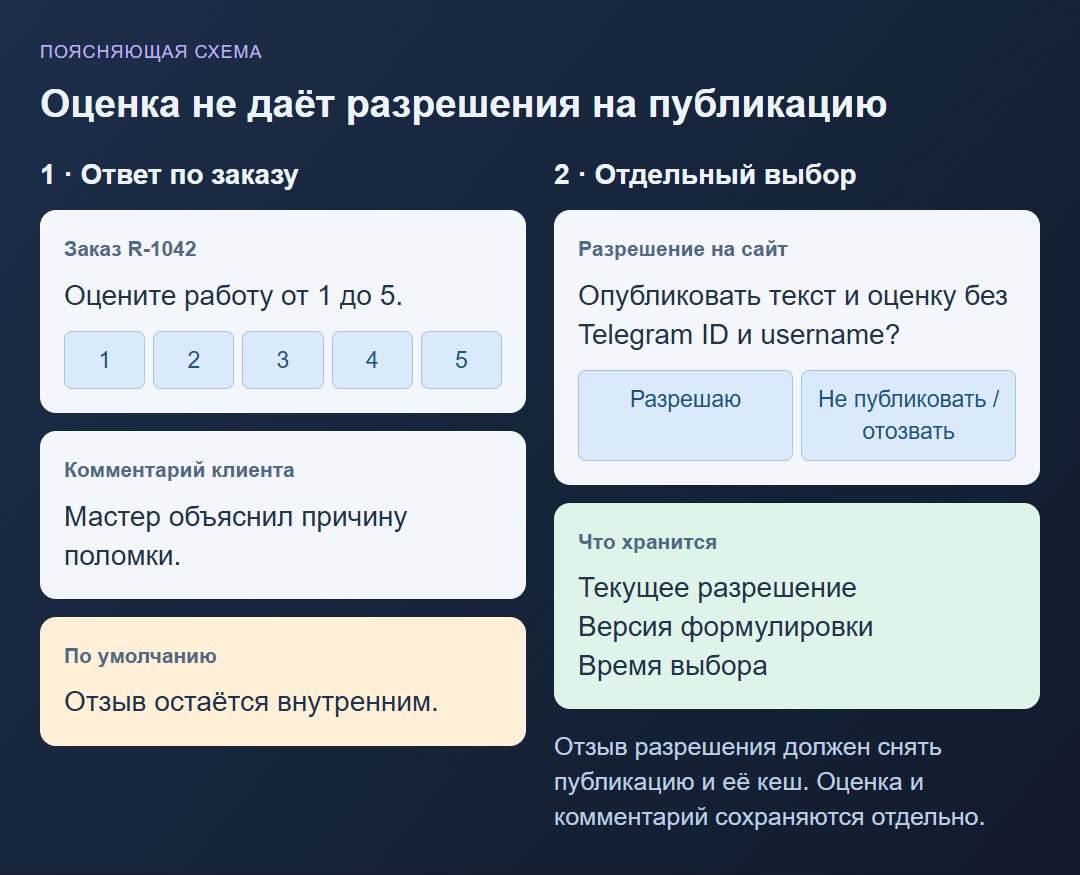 ПОЯСНЯЮЩАЯ СХЕМА
Оценка не даёт разрешения на публикацию
1 · Ответ по заказу
Заказ R-1042
Оцените работу от 1 до 5.
1
2
3
4
5
Комментарий клиента
Мастер объяснил причину
поломки.
По умолчанию
Отзыв остаётся внутренним.
2 · Отдельный выбор
Разрешение на сайт
Опубликовать текст и оценку без
Telegram ID и username?
Разрешаю
Не публиковать /
отозвать
Что хранится
Текущее разрешение
Версия формулировки
Время выбора
Отзыв разрешения должен снять
публикацию и её кеш. Оценка и
комментарий сохраняются отдельно.